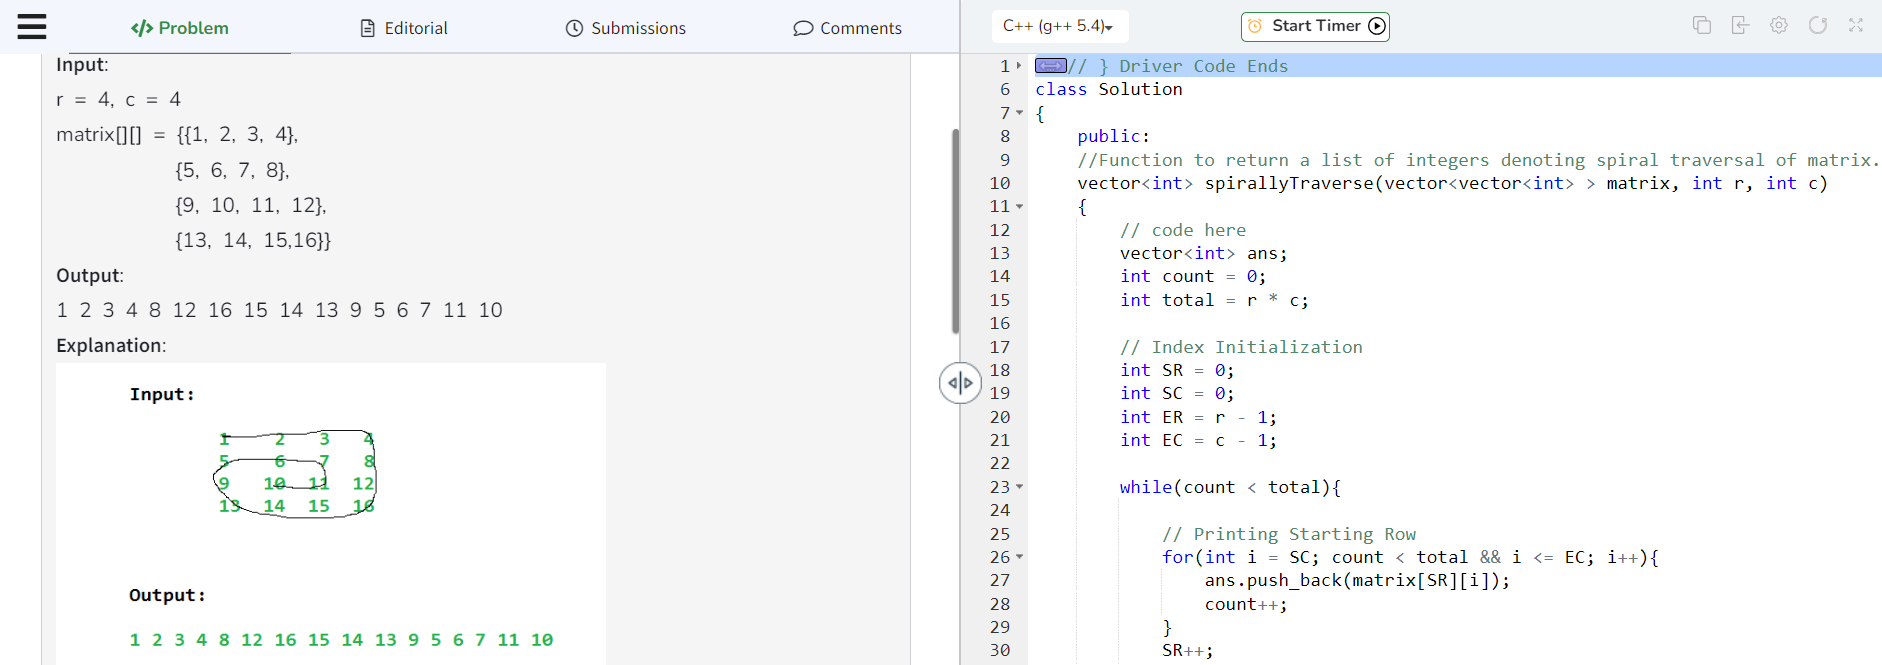 Problem
Editorial
Submissions
Comments
Input:
r = 4, c = 4
matrix[][] = {{1, 2, 3, 4},
{5, 6, 7, 8},
{9, 10, 11, 12},
{13, 14, 15,16}}
Output:
1 2 3 4 8 12 16 15 14 13 9 5 6 7 11 10
Explanation:
Input:
1 2 3 4
5 6 7 8
9 10 11 12
13 14 15 16
Output:
1 2 3 4 8 12 16 15 14 13 9 5 6 7 11 10
C++ (g++ 5.4)
Start Timer
1 // } Driver Code Ends
6 class Solution
7 {
8 public:
9 //Function to return a list of integers denoting spiral traversal of matrix.
10 vector<int> spirallyTraverse(vector<vector<int> > matrix, int r, int c)
11 {
12 // code here
13 vector<int> ans;
14 int count = 0;
15 int total = r * c;
16
17 // Index Initialization
18 int SR = 0;
19 int SC = 0;
20 int ER = r - 1;
21 int EC = c - 1;
22
23 while(count < total){
24
25 // Printing Starting Row
26 for(int i = SC; count < total && i <= EC; i++){
27 ans.push_back(matrix[SR][i]);
28 count++;
29 }
30 SR++;